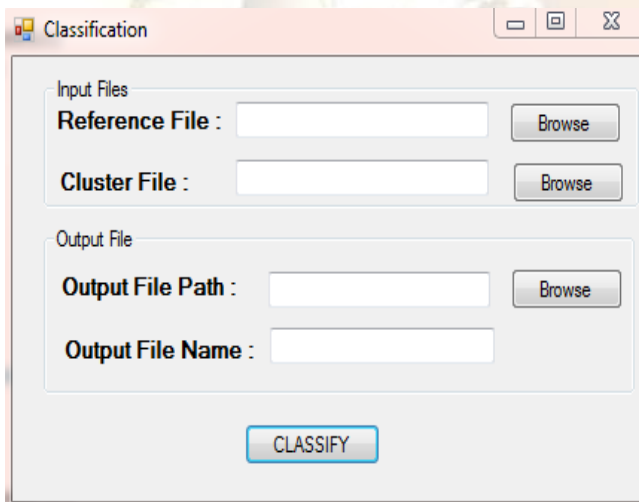 Classification
Input Files
Reference File : Browse
Cluster File : Browse
Output File
Output File Path : Browse
Output File Name :
CLASSIFY